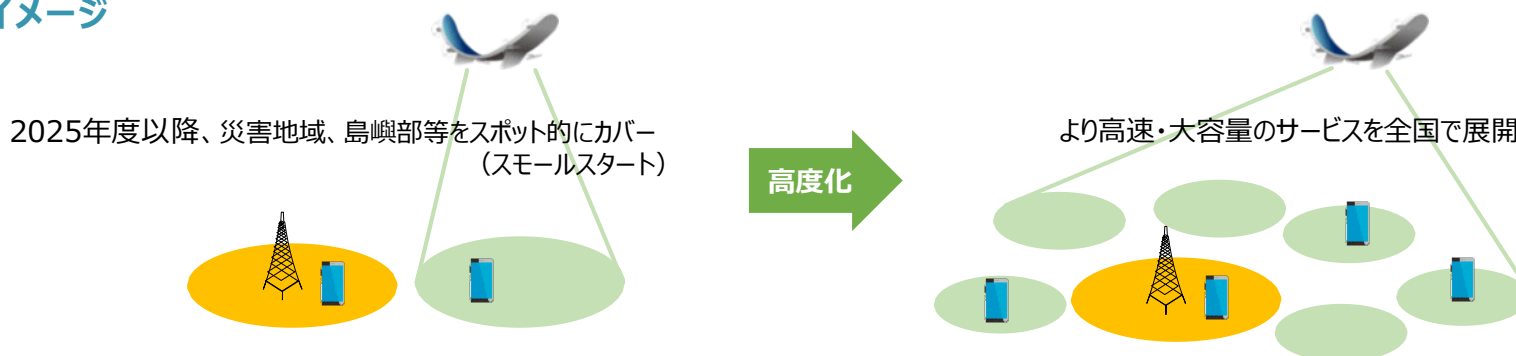 イメージ
2025年度以降、災害地域、島嶼部等をスポット的にカバー
（スモールスタート）
高度化
より高速・大容量のサービスを全国で展開